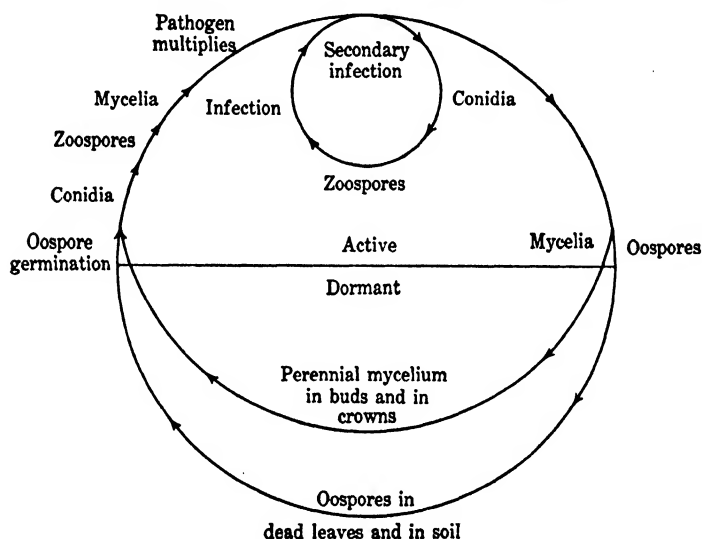 Pathogen
multiplies
Secondary
infection
Mycelia
Infection
Conidia
Zoospores
Zoospores
Conidia
Oospore
germination
Active
Mycelia
Oospores
Dormant
Perennial mycelium
in buds and in
crowns
Oospores in
dead leaves and in soil